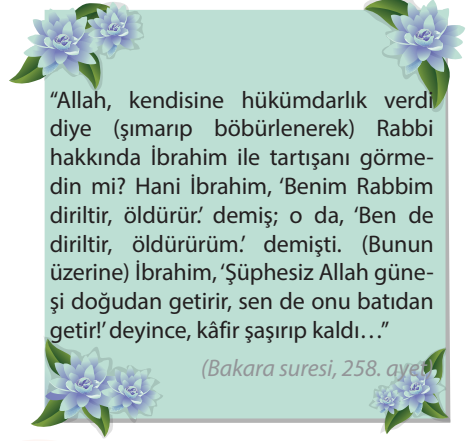 “Allah, kendisine hükümdarlık verdi
diye (şımarıp böbürlenerek) Rabbi
hakkında İbrahim ile tartışanı görme-
din mi? Hani İbrahim, ‘Benim Rabbim
diriltir, öldürür.’ demiş; o da, ‘Ben de
diriltir, öldürürüm.’ demişti. (Bunun
üzerine) İbrahim, ‘Şüphesiz Allah güne-
şi doğudan getirir, sen de onu batıdan
getir!’ deyince, kâfir şaşırıp kaldı…”
(Bakara suresi, 258. ayet)